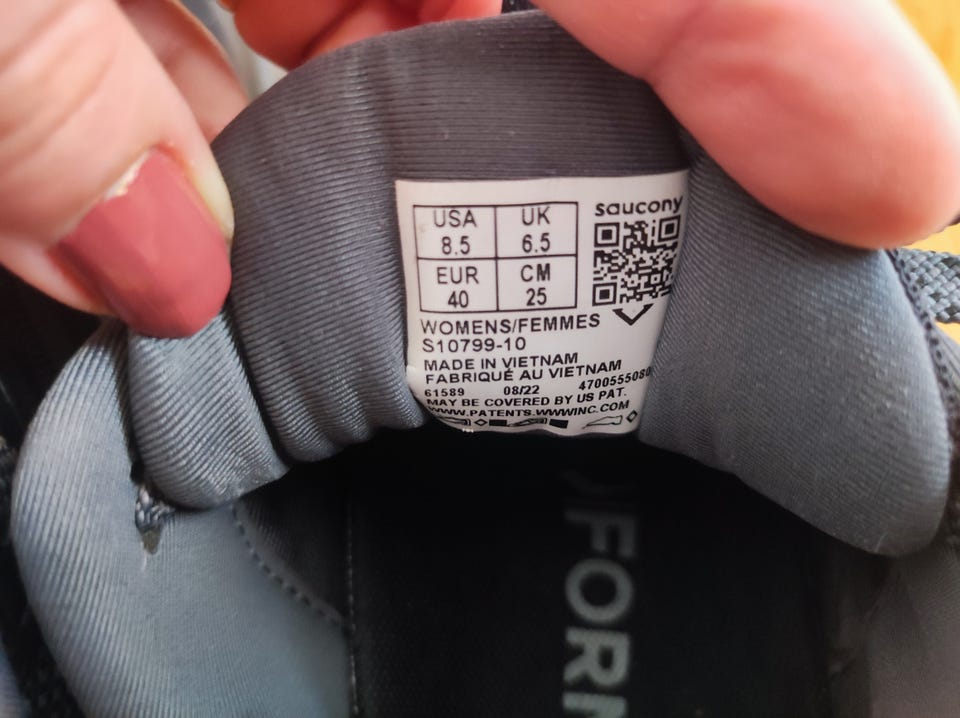 USA UK
8.5 6.5
EUR CM
40 25
saucony
WOMENS/FEMMES
S10799-10
MADE IN VIETNAM
FABRIQUÉ AU VIETNAM
61589 08/22
MAY BE COVERED BY US PAT.
WWW.PATENTS.WWWINC.COM